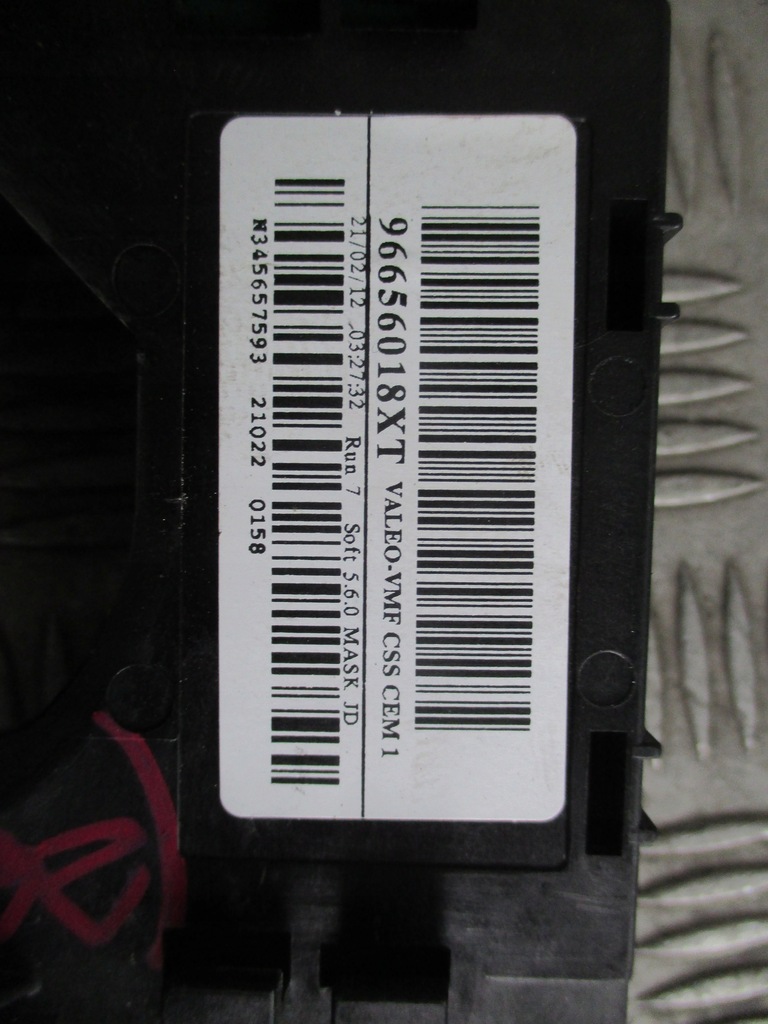 96656018XT VALEO-VMF CSS CEM 1
21/02/12 03:27:32 Run 7 Soft 5.6.0 MASK JD
N345657593 21022 0158